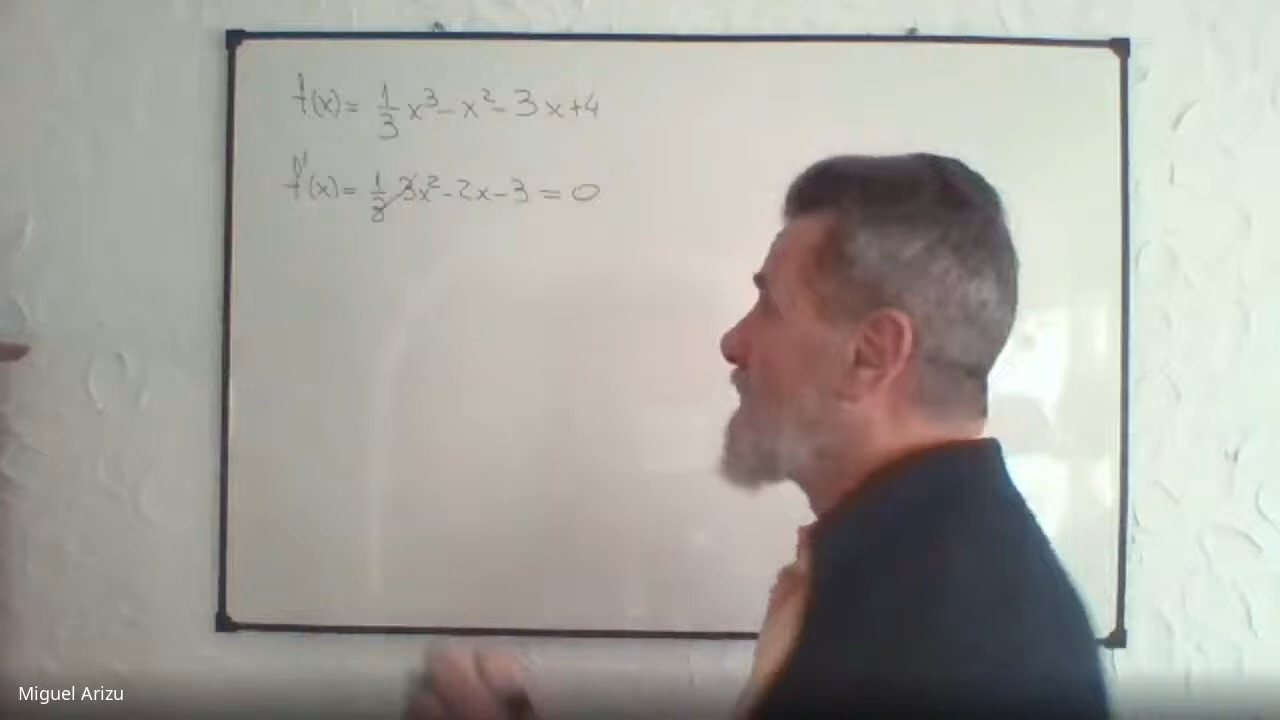 f(x) = 1/3 x³ - x² - 3x + 4
f'(x) = 1/3 3x² - 2x - 3 = 0
Miguel Arizu